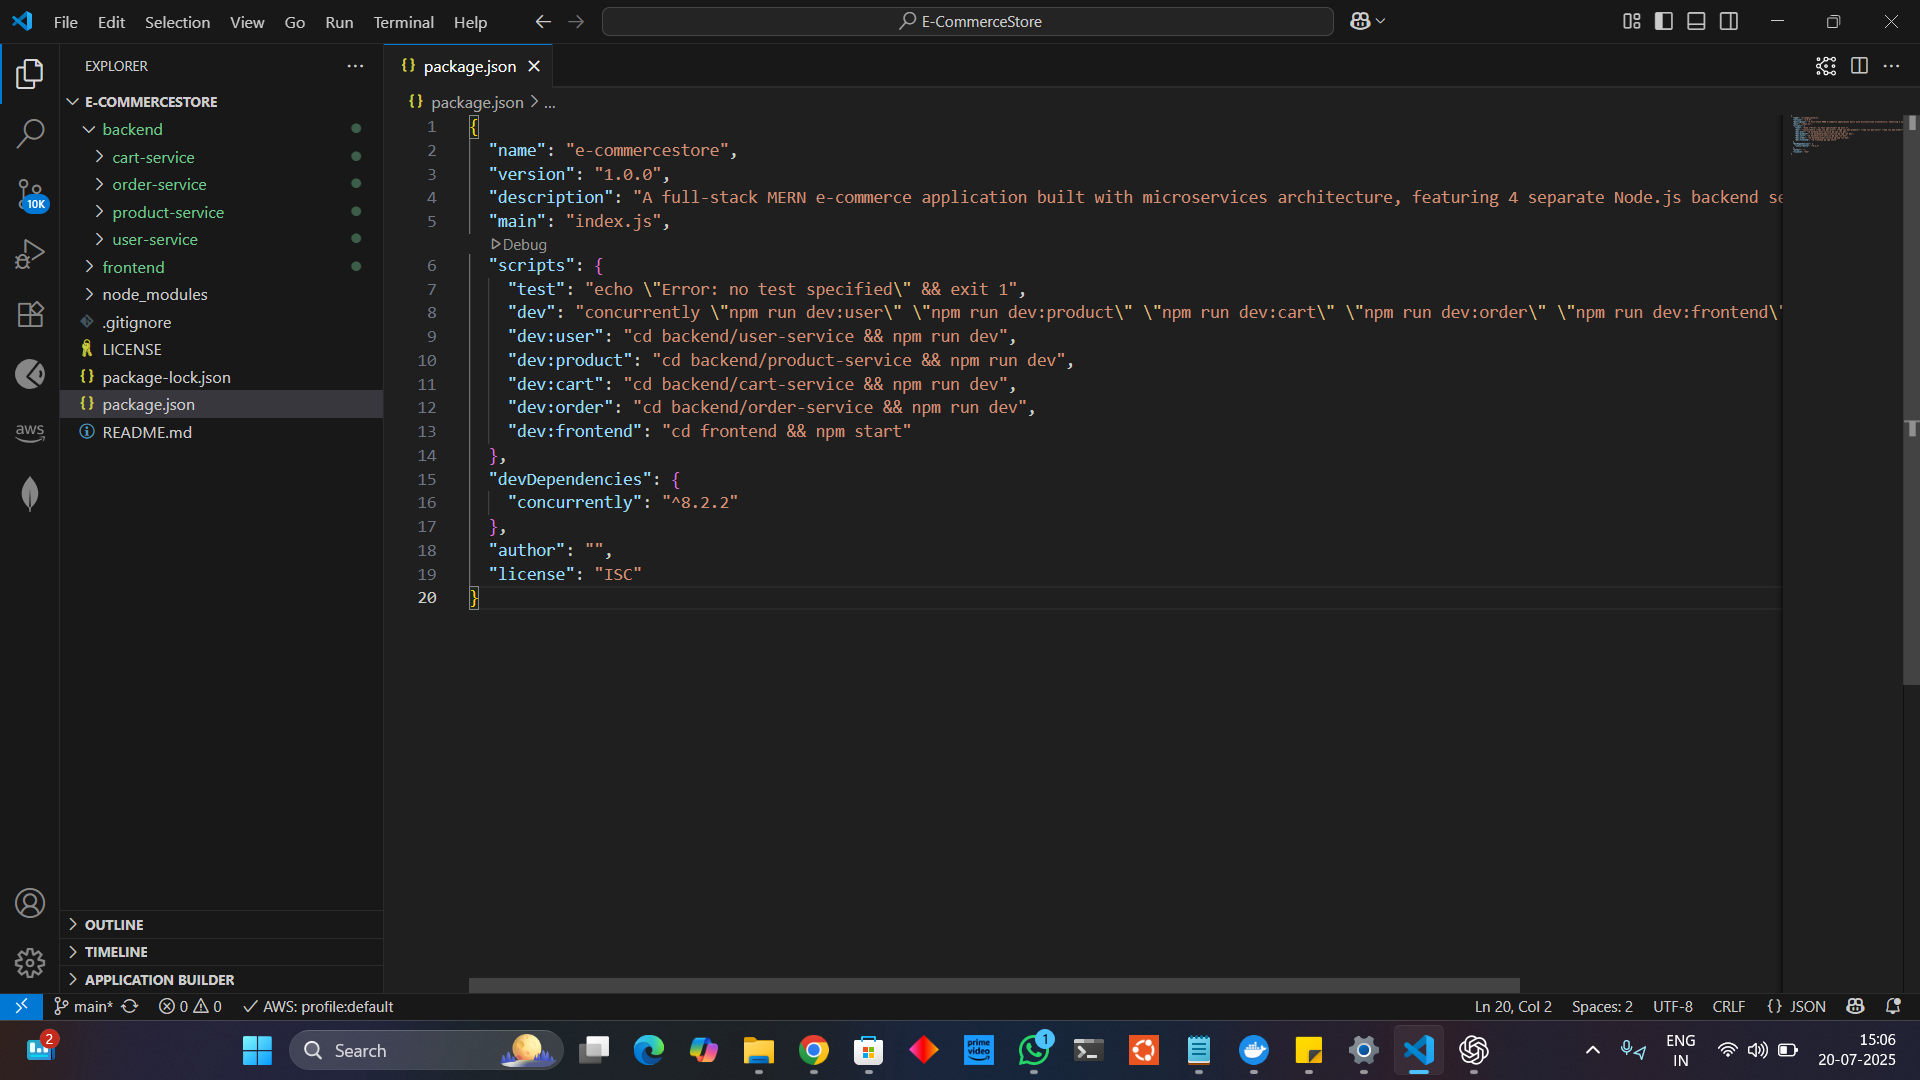 File Edit Selection View Go Run Terminal Help
E-CommerceStore
EXPLORER
E-COMMERCESTORE
backend
cart-service
order-service
product-service
user-service
frontend
node_modules
.gitignore
LICENSE
package-lock.json
package.json
README.md
10K
aws
OUTLINE
TIMELINE
APPLICATION BUILDER
package.json
package.json > ...
1 {
2 "name": "e-commercestore",
3 "version": "1.0.0",
4 "description": "A full-stack MERN e-commerce application built with microservices architecture, featuring 4 separate Node.js backend se
5 "main": "index.js",
Debug
6 "scripts": {
7 "test": "echo \"Error: no test specified\" && exit 1",
8 "dev": "concurrently \"npm run dev:user\" \"npm run dev:product\" \"npm run dev:cart\" \"npm run dev:order\" \"npm run dev:frontend\"
9 "dev:user": "cd backend/user-service && npm run dev",
10 "dev:product": "cd backend/product-service && npm run dev",
11 "dev:cart": "cd backend/cart-service && npm run dev",
12 "dev:order": "cd backend/order-service && npm run dev",
13 "dev:frontend": "cd frontend && npm start"
14 },
15 "devDependencies": {
16 "concurrently": "^8.2.2"
17 },
18 "author": "",
19 "license": "ISC"
20 }
main* 0 0 AWS: profile:default
Ln 20, Col 2 Spaces: 2 UTF-8 CRLF {} JSON
2
Search
prime video
1
ENG
IN
15:06
20-07-2025